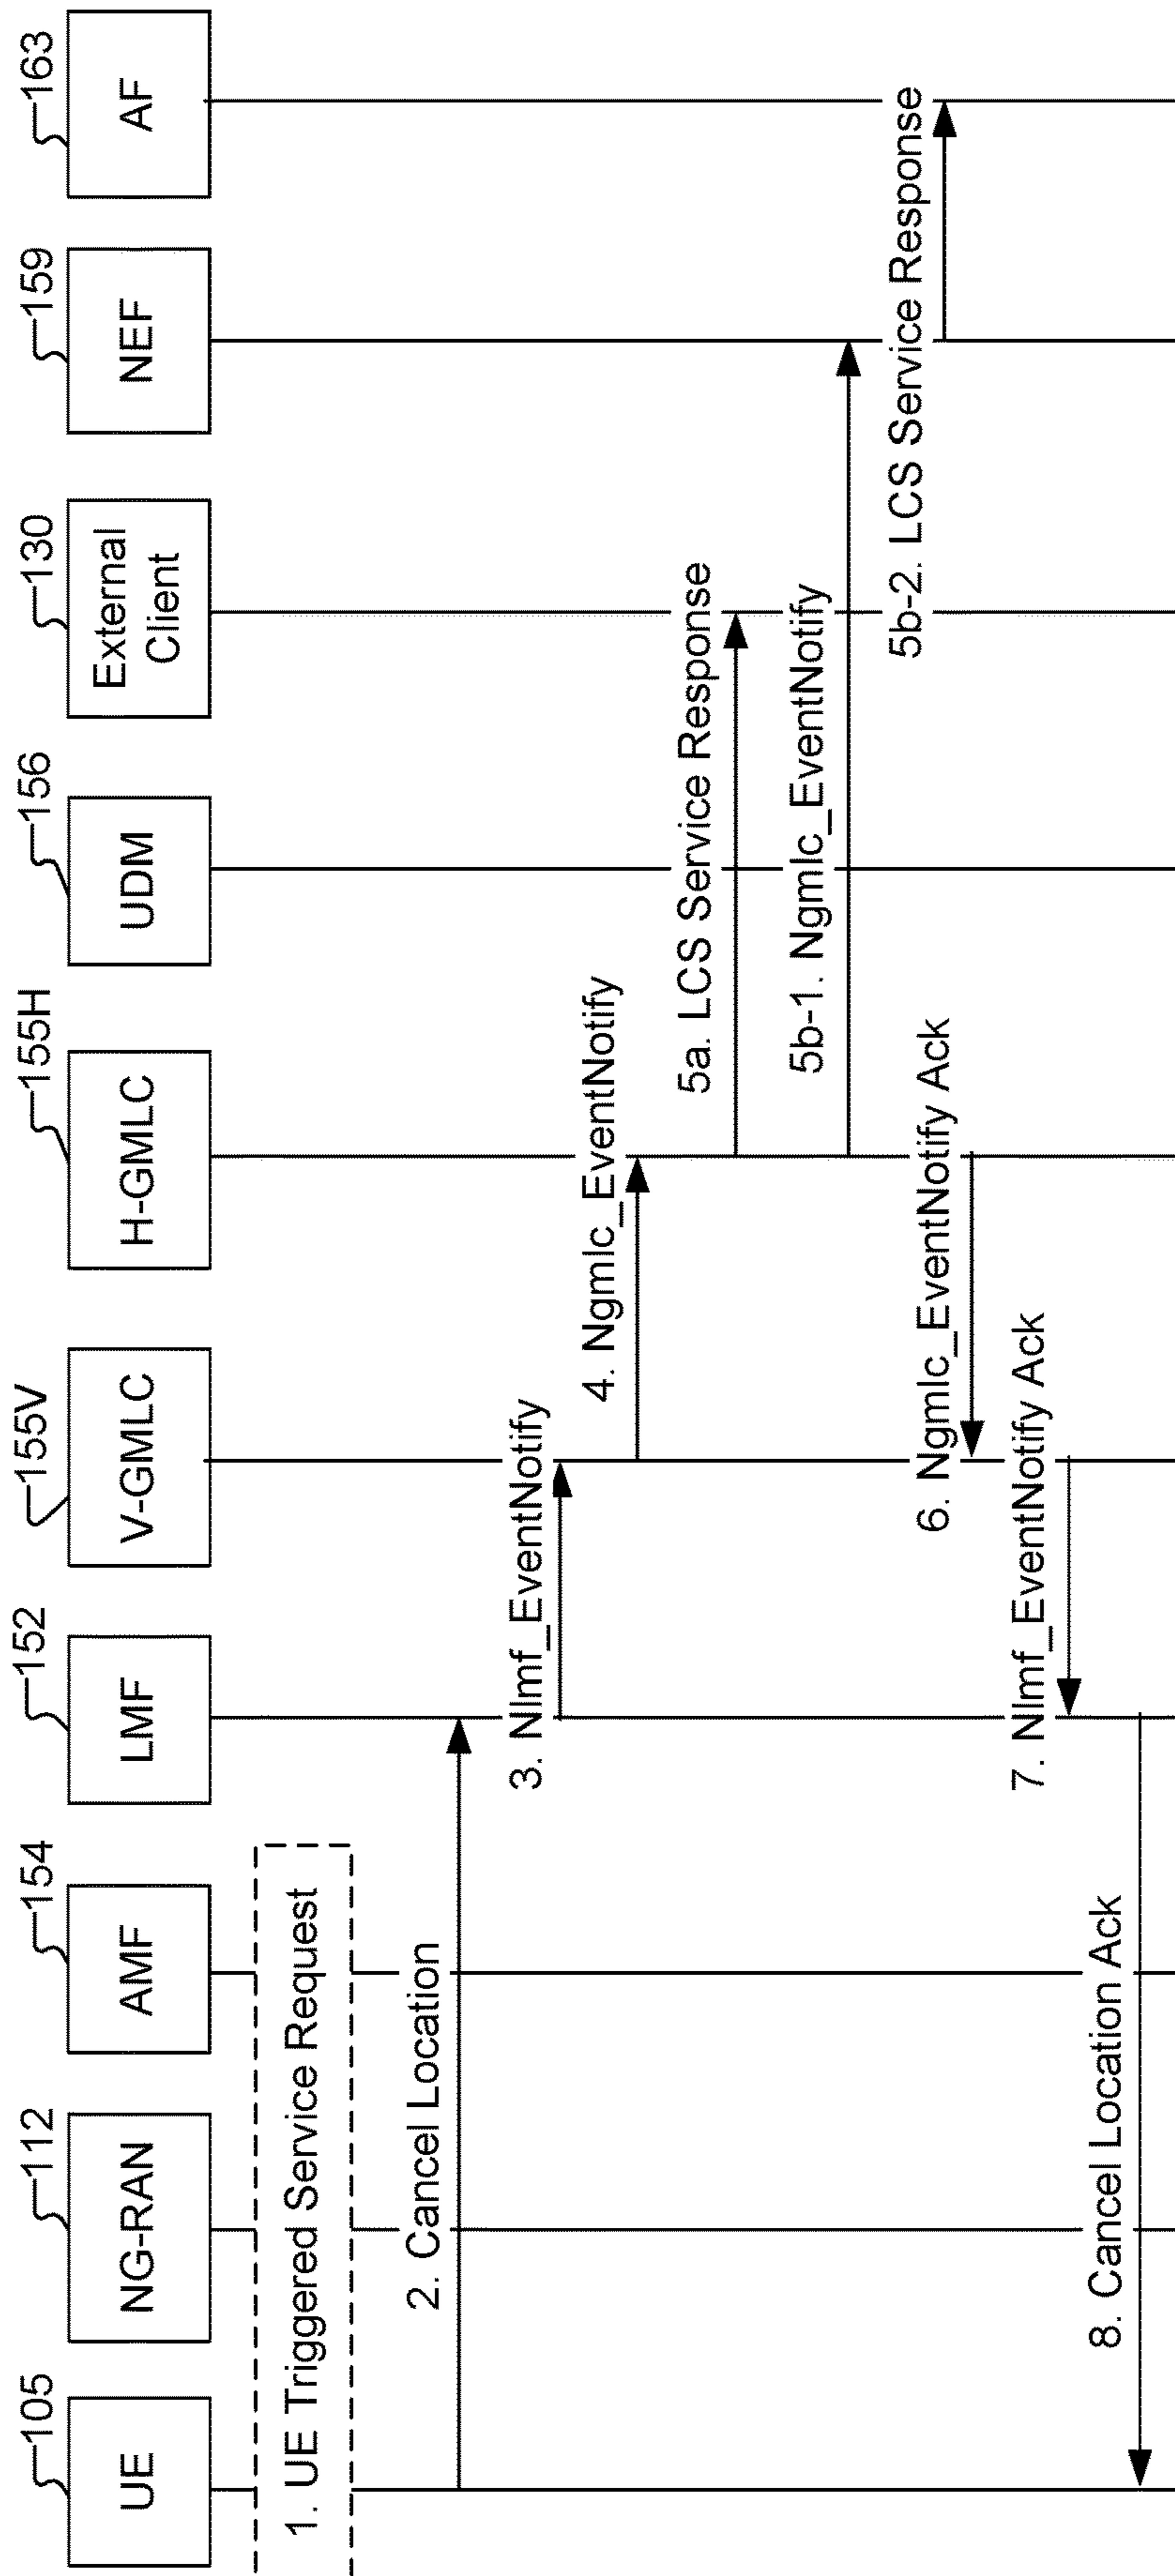 105
112
154
152
155V
155H
156
130
159
163
UE
NG-RAN
AMF
LMF
V-GMLC
H-GMLC
UDM
External
Client
NEF
AF
1. UE Triggered Service Request
2. Cancel Location
3. Nlmf_EventNotify
4. Ngmlc_EventNotify
5a. LCS Service Response
5b-1. Ngmlc_EventNotify
5b-2. LCS Service Response
6. Ngmlc_EventNotify Ack
7. Nlmf_EventNotify Ack
8. Cancel Location Ack